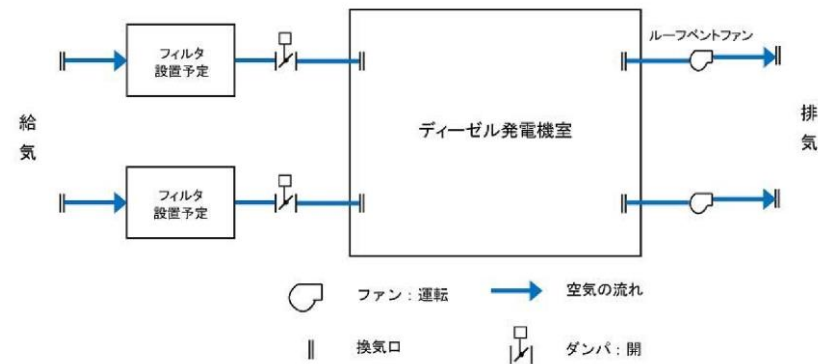 フィルタ
設置予定
ルーフベントファン
給
気
ディーゼル発電機室
排
気
フィルタ
設置予定
ファン：運転
空気の流れ
換気口
ダンパ：開